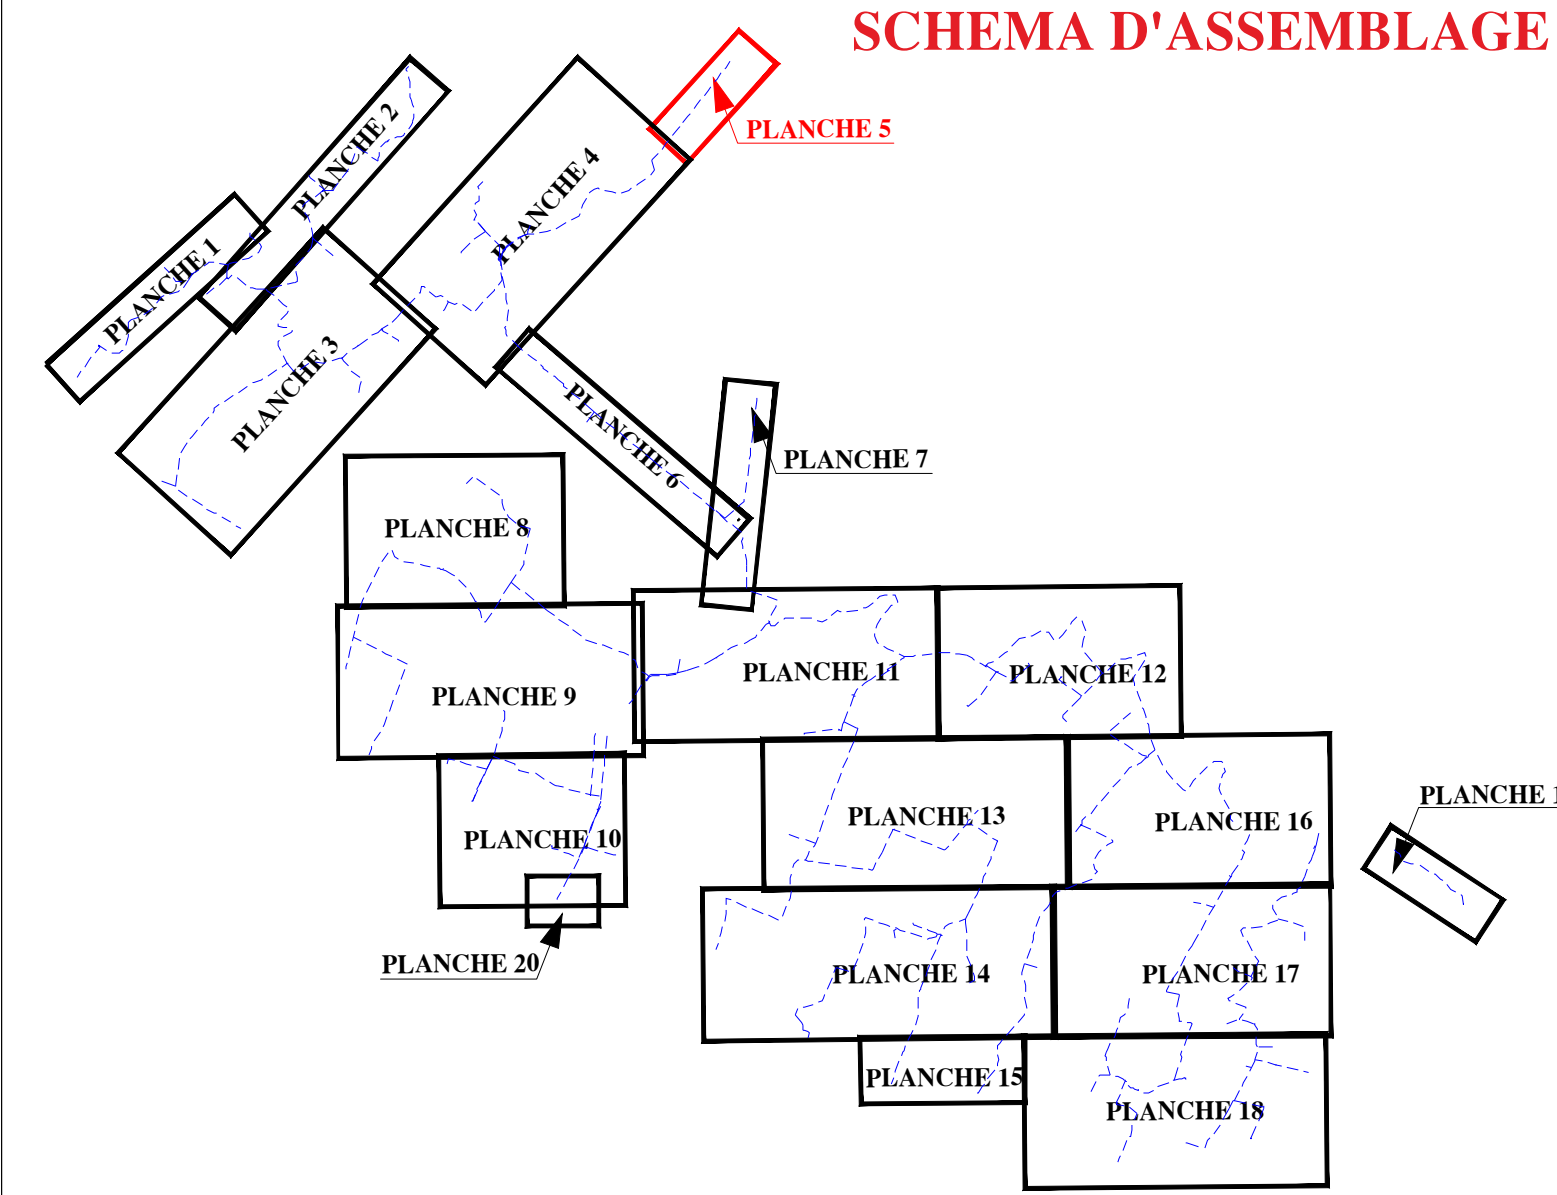 SCHEMA D'ASSEMBLAGE
PLANCHE 5
PLANCHE 2
PLANCHE 4
PLANCHE 1
PLANCHE 3
PLANCHE 6
PLANCHE 7
PLANCHE 8
PLANCHE 9
PLANCHE 11
PLANCHE 12
PLANCHE 10
PLANCHE 13
PLANCHE 16
PLANCHE 1
PLANCHE 20
PLANCHE 14
PLANCHE 17
PLANCHE 15
PLANCHE 18